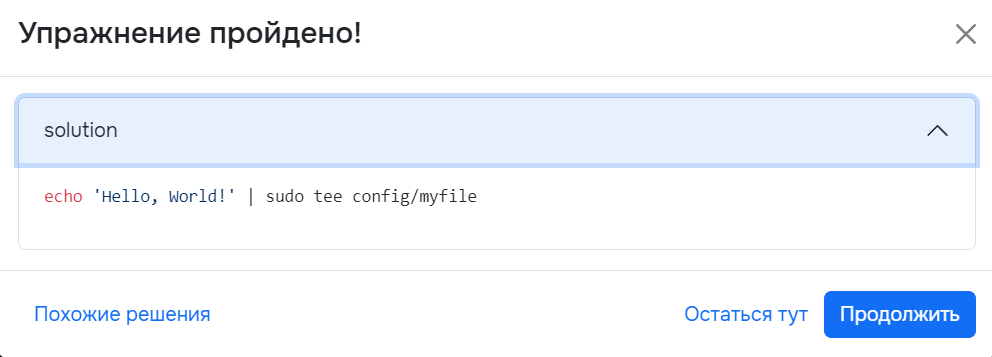 Упражнение пройдено!
solution
echo 'Hello, World!' | sudo tee config/myfile
Похожие решения
Остаться тут
Продолжить